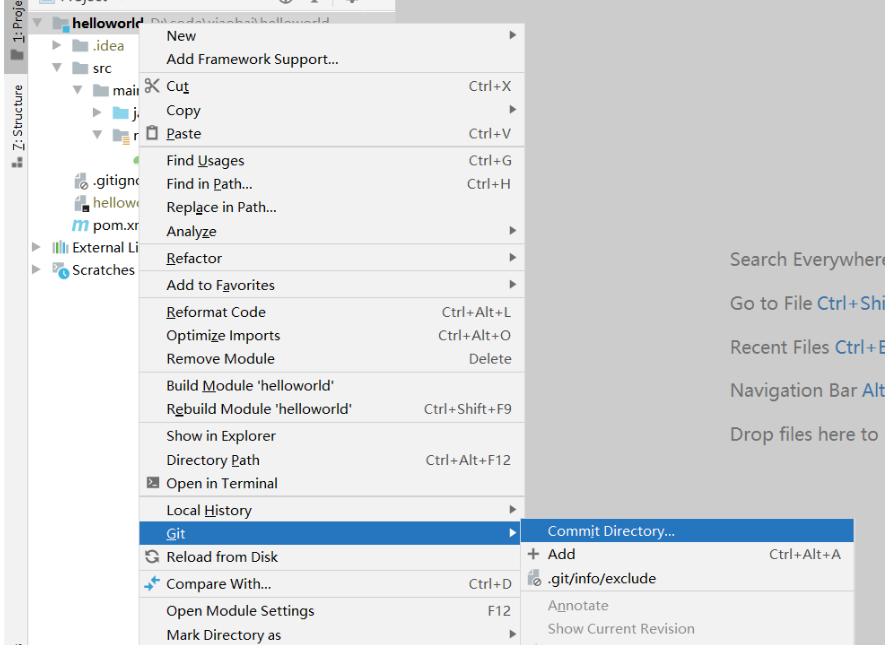 1: Proje
Z: Structure
helloworld D:\code\xiaobai\helloworld
.idea
src
mai
.gitigno
hellow
pom.xm
External Li
Scratches
New
Add Framework Support...
Cut Ctrl+X
Copy
Paste Ctrl+V
Find Usages Ctrl+G
Find in Path... Ctrl+H
Replace in Path...
Analyze
Refactor
Add to Favorites
Reformat Code Ctrl+Alt+L
Optimize Imports Ctrl+Alt+O
Remove Module Delete
Build Module 'helloworld'
Rebuild Module 'helloworld' Ctrl+Shift+F9
Show in Explorer
Directory Path Ctrl+Alt+F12
Open in Terminal
Local History
Git
Reload from Disk
Compare With... Ctrl+D
Open Module Settings F12
Mark Directory as
Commit Directory...
Add Ctrl+Alt+A
.git/info/exclude
Annotate
Show Current Revision
Search Everywhere
Go to File Ctrl+Shi
Recent Files Ctrl+E
Navigation Bar Alt
Drop files here to